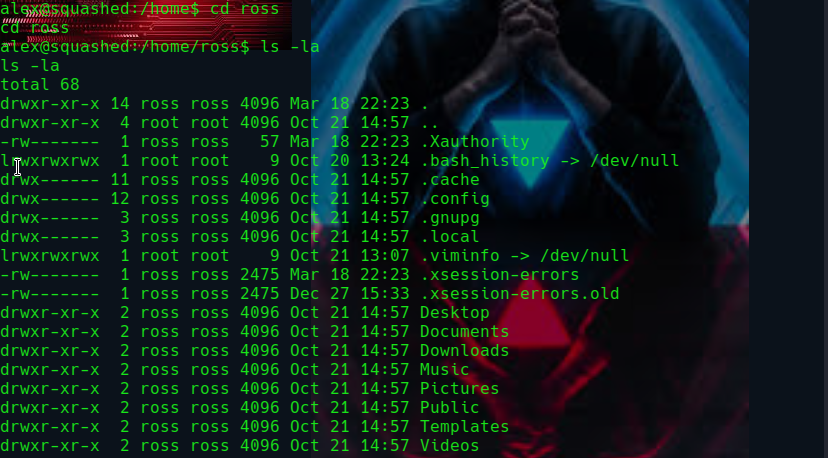 alex@squashed:/home$ cd ross
cd ross
alex@squashed:/home/ross$ ls -la
ls -la
total 68
drwxr-xr-x 14 ross ross 4096 Mar 18 22:23 .
drwxr-xr-x  4 root root 4096 Oct 21 14:57 ..
-rw-------  1 ross ross   57 Mar 18 22:23 .Xauthority
lrwxrwxrwx  1 root root    9 Oct 20 13:24 .bash_history -> /dev/null
drwx------ 11 ross ross 4096 Oct 21 14:57 .cache
drwx------ 12 ross ross 4096 Oct 21 14:57 .config
drwx------  3 ross ross 4096 Oct 21 14:57 .gnupg
drwx------  3 ross ross 4096 Oct 21 14:57 .local
lrwxrwxrwx  1 root root    9 Oct 21 13:07 .viminfo -> /dev/null
-rw-------  1 ross ross 2475 Mar 18 22:23 .xsession-errors
-rw-------  1 ross ross 2475 Dec 27 15:33 .xsession-errors.old
drwxr-xr-x  2 ross ross 4096 Oct 21 14:57 Desktop
drwxr-xr-x  2 ross ross 4096 Oct 21 14:57 Documents
drwxr-xr-x  2 ross ross 4096 Oct 21 14:57 Downloads
drwxr-xr-x  2 ross ross 4096 Oct 21 14:57 Music
drwxr-xr-x  2 ross ross 4096 Oct 21 14:57 Pictures
drwxr-xr-x  2 ross ross 4096 Oct 21 14:57 Public
drwxr-xr-x  2 ross ross 4096 Oct 21 14:57 Templates
drwxr-xr-x  2 ross ross 4096 Oct 21 14:57 Videos